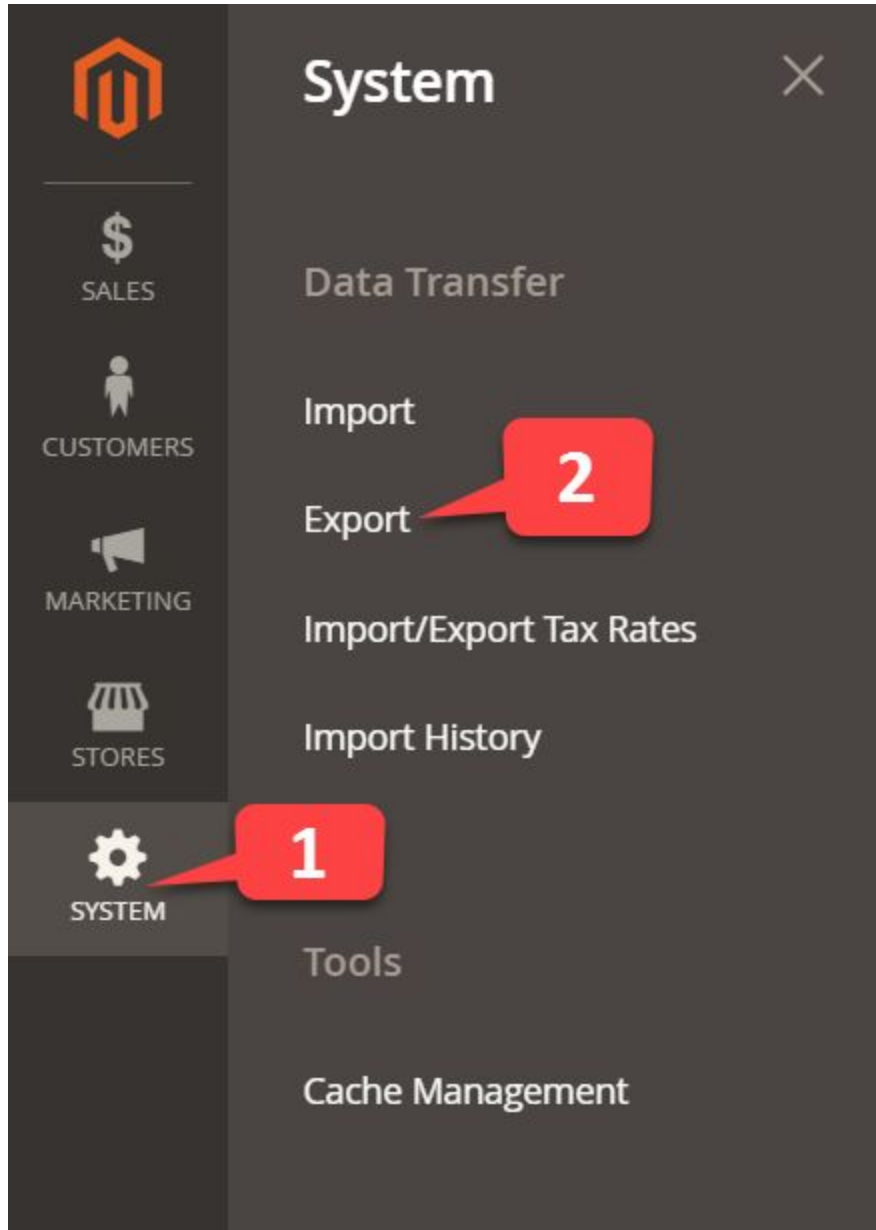 System
SALES
Data Transfer
CUSTOMERS
Import
2
Export
MARKETING
Import/Export Tax Rates
STORES
Import History
1
SYSTEM
Tools
Cache Management